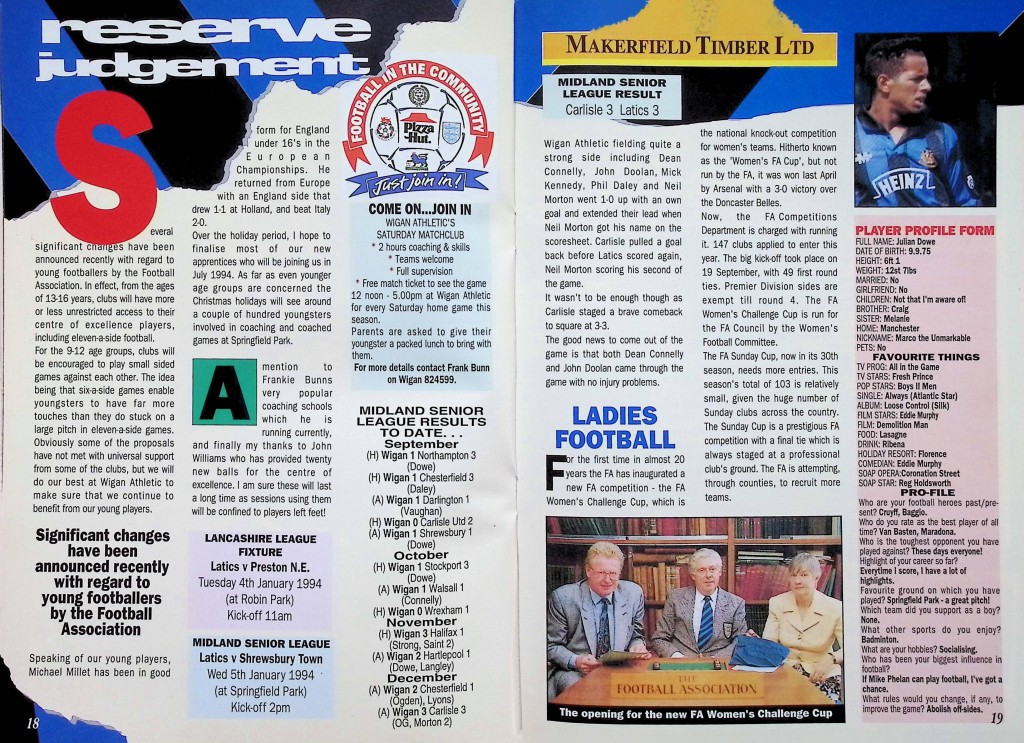 reserve
judgement
Several
significant changes have been
announced recently with regard to
young footballers by the Football
Association. In effect, from the ages
of 13-16 years, clubs will have more
or less unrestricted access to their
centre of excellence players,
including eleven-a-side football.
For the 9-12 age groups, clubs will
be encouraged to play small sided
games against each other. The idea
being that six-a-side games enable
youngsters to have far more
touches than they do stuck on a
large pitch in eleven-a-side games.
Obviously some of the proposals
have not met with universal support
from some of the clubs, but we will
do our best at Wigan Athletic to
make sure that we continue to
benefit from our young players.
Significant changes
have been
announced recently
with regard to
young footballers
by the Football
Association
Speaking of our young players,
Michael Millet has been in good
18
form for England
under 16's in the
European
Championships. He
returned from Europe
with an England side that
drew 1-1 at Holland, and beat Italy
2-0.
Over the holiday period, I hope to
finalise most of our new
apprentices who will be joining us in
July 1994. As far as even younger
age groups are concerned the
Christmas holidays will see around
a couple of hundred youngsters
involved in coaching and coached
games at Springfield Park.
A mention to
Frankie Bunns
very popular
coaching schools
which he is
running currently,
and finally my thanks to John
Williams who has provided twenty
new balls for the centre of
excellence. I am sure these will last
a long time as sessions using them
will be confined to players left feet!
LANCASHIRE LEAGUE
FIXTURE
Latics v Preston N.E.
Tuesday 4th January 1994
(at Robin Park)
Kick-off 11am
MIDLAND SENIOR LEAGUE
Latics v Shrewsbury Town
Wed 5th January 1994
(at Springfield Park)
Kick-off 2pm
FOOTBALL IN THE COMMUNITY
Pizza
Hut.
Just join in!
COME ON...JOIN IN
WIGAN ATHLETIC'S
SATURDAY MATCHCLUB
* 2 hours coaching & skills
* Teams welcome
* Full supervision
* Free match ticket to see the game
12 noon - 5.00pm at Wigan Athletic
for every Saturday home game this
season.
Parents are asked to give their
youngster a packed lunch to bring with
them.
For more details contact Frank Bunn
on Wigan 824599.
MIDLAND SENIOR
LEAGUE RESULTS
TO DATE. . .
September
(H) Wigan 1 Northampton 3
(Dowe)
(H) Wigan 1 Chesterfield 3
(Daley)
(A) Wigan 1 Darlington 1
(Vaughan)
(H) Wigan 0 Carlisle Utd 2
(A) Wigan 1 Shrewsbury 1
(Dowe)
October
(H) Wigan 1 Stockport 3
(Dowe)
(A) Wigan 1 Walsall 1
(Connelly)
(H) Wigan 0 Wrexham 1
November
(H) Wigan 3 Halifax 1
(Strong, Saint 2)
(A) Wigan 2 Hartlepool 1
(Dowe, Langley)
December
(A) Wigan 2 Chesterfield 1
(Ogden), Lyons)
(A) Wigan 3 Carlisle 3
(OG, Morton 2)
MAKERFIELD TIMBER LTD
MIDLAND SENIOR
LEAGUE RESULT
Carlisle 3 Latics 3
Wigan Athletic fielding quite a
strong side including Dean
Connelly, John Doolan, Mick
Kennedy, Phil Daley and Neil
Morton went 1-0 up with an own
goal and extended their lead when
Neil Morton got his name on the
scoresheet. Carlisle pulled a goal
back before Latics scored again,
Neil Morton scoring his second of
the game.
It wasn't to be enough though as
Carlisle staged a brave comeback
to square at 3-3.
The good news to come out of the
game is that both Dean Connelly
and John Doolan came through the
game with no injury problems.
LADIES
FOOTBALL
For the first time in almost 20
years the FA has inaugurated a
new FA competition - the FA
Women's Challenge Cup, which is
the national knock-out competition
for women's teams. Hitherto known
as the 'Women's FA Cup', but not
run by the FA, it was won last April
by Arsenal with a 3-0 victory over
the Doncaster Belles.
Now, the FA Competitions
Department is charged with running
it. 147 clubs applied to enter this
year. The big kick-off took place on
19 September, with 49 first round
ties. Premier Division sides are
exempt till round 4. The FA
Women's Challenge Cup is run for
the FA Council by the Women's
Football Committee.
The FA Sunday Cup, now in its 30th
season, needs more entries. This
season's total of 103 is relatively
small, given the huge number of
Sunday clubs across the country.
The Sunday Cup is a prestigious FA
competition with a final tie which is
always staged at a professional
club's ground. The FA is attempting,
through counties, to recruit more
teams.
THE
FOOTBALL ASSOCIATION
The opening for the new FA Women's Challenge Cup
HEINZ
PLAYER PROFILE FORM
FULL NAME: Julian Dowe
DATE OF BIRTH: 9.9.75
HEIGHT: 6ft 1
WEIGHT: 12st 7lbs
MARRIED: No
GIRLFRIEND: No
CHILDREN: Not that I'm aware of!
BROTHER: Craig
SISTER: Melanie
HOME: Manchester
NICKNAME: Marco the Unmarkable
PETS: No
FAVOURITE THINGS
TV PROG: All in the Game
TV STARS: Fresh Prince
POP STARS: Boys II Men
SINGLE: Always (Atlantic Star)
ALBUM: Loose Control (Silk)
FILM STARS: Eddie Murphy
FILM: Demolition Man
FOOD: Lasagne
DRINK: Ribena
HOLIDAY RESORT: Florence
COMEDIAN: Eddie Murphy
SOAP OPERA:Coronation Street
SOAP STAR: Reg Holdsworth
PRO-FILE
Who are your football heroes past/pre-
sent? Cruyff, Baggio.
Who do you rate as the best player of all
time? Van Basten, Maradona.
Who is the toughest opponent you have
played against? These days everyone!
Highlight of your career so far?
Everytime I score, I have a lot of
highlights.
Favourite ground on which you have
played? Springfield Park - a great pitch!
Which team did you support as a boy?
None.
What other sports do you enjoy?
Badminton.
What are your hobbies? Socialising.
Who has been your biggest influence in
football?
If Mike Phelan can play football, I've got a
chance.
What rules would you change, if any, to
improve the game? Abolish off-sides.
19